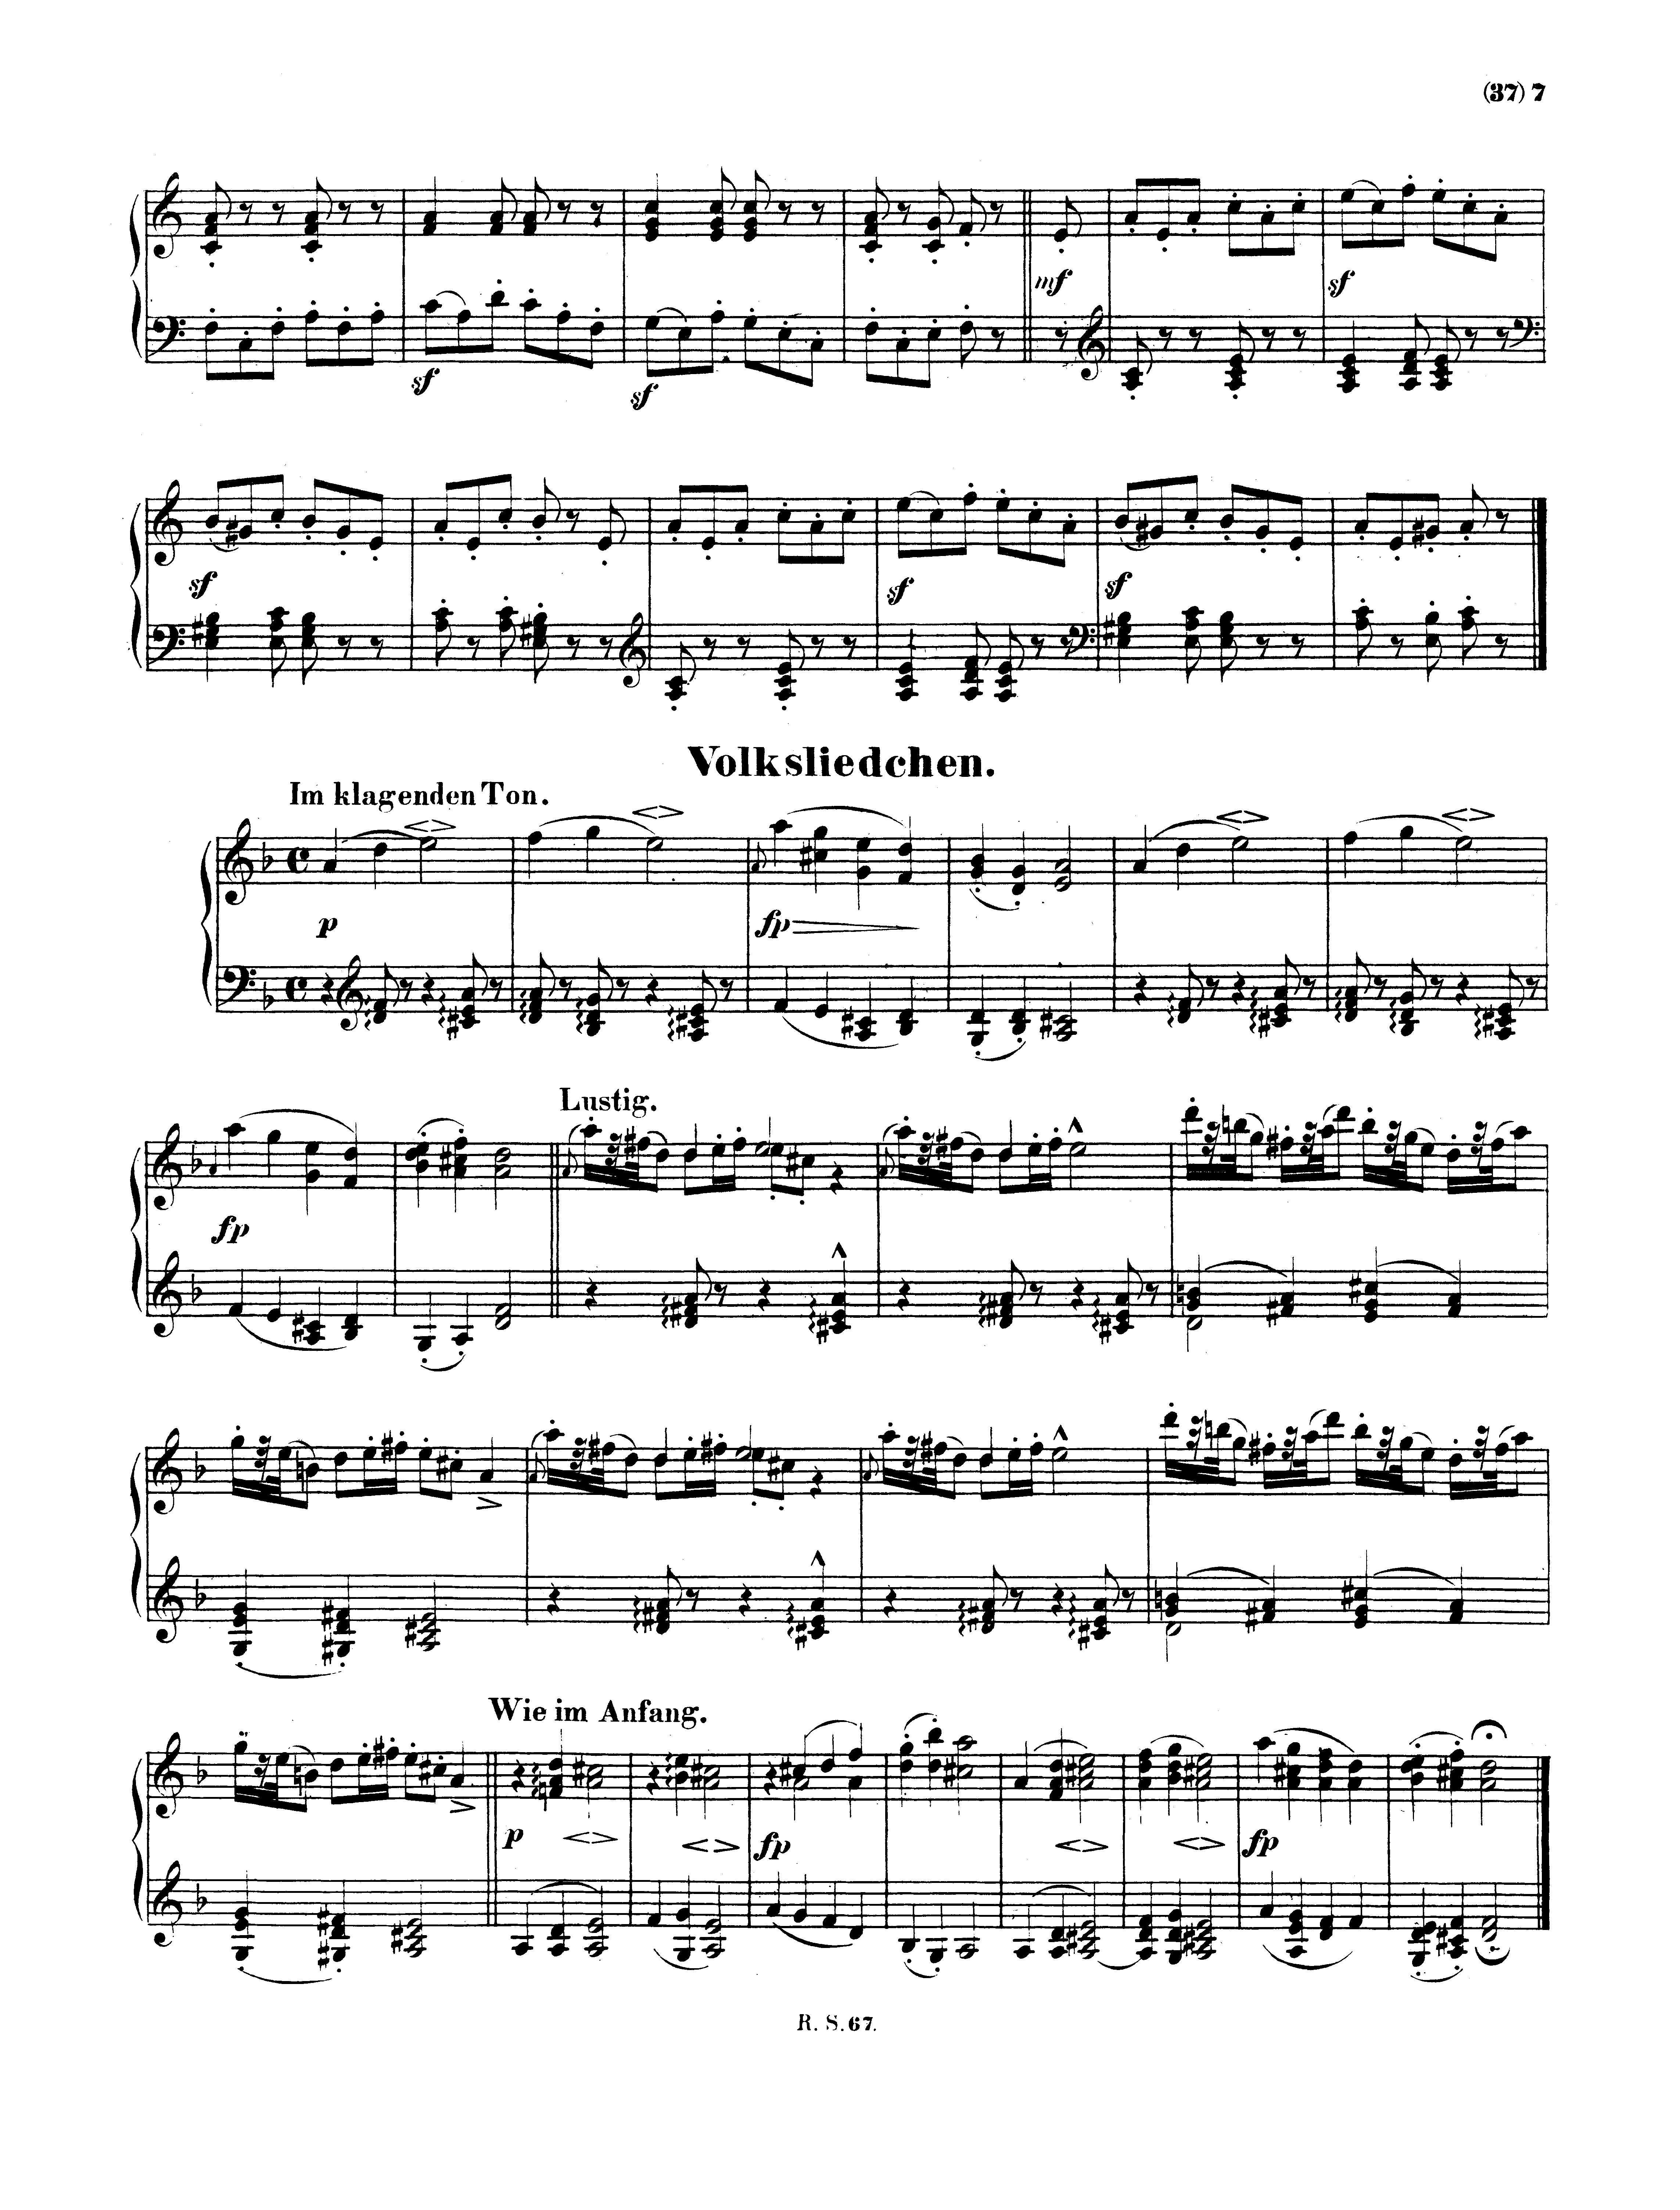 (37) 7
mf
sf
sf
sf
sf
sf
sf
Volksliedchen.
Im klagenden Ton.
p
fp
Lustig.
fp
Wie im Anfang.
p
fp
fp
R. S. 67.